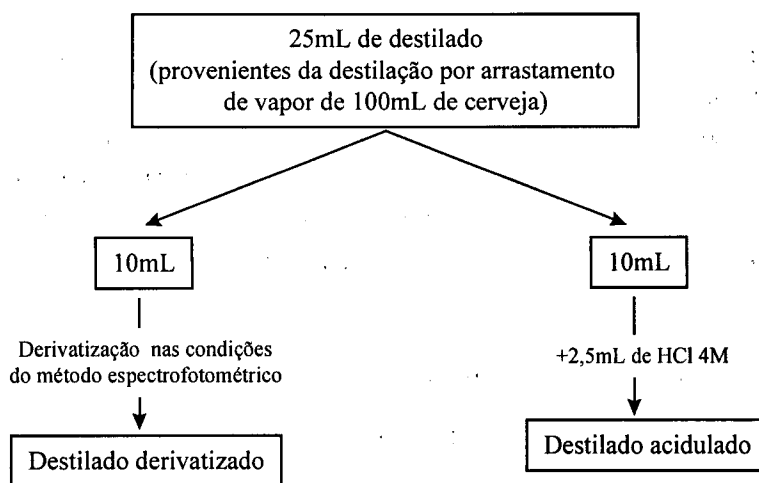 25mL de destilado
(provenientes da destilação por arrastamento
de vapor de 100mL de cerveja)
10mL
10mL
Derivatização nas condições
do método espectrofotométrico
+2,5mL de HCl 4M
Destilado derivatizado
Destilado acidulado